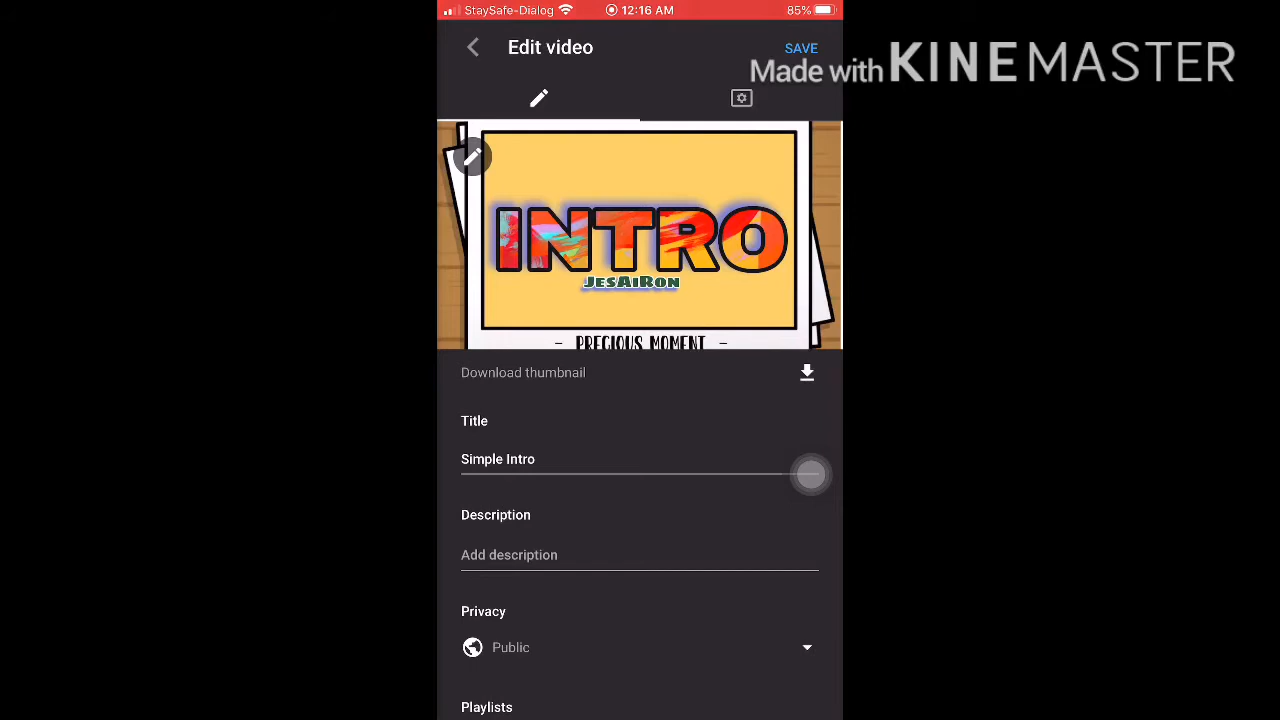 StaySafe-Dialog 12:16 AM 85%
Edit video SAVE
Made with KINEMASTER
INTRO
JESAIRON
- PRECIOUS MOMENT -
Download thumbnail
Title
Simple Intro
Description
Add description
Privacy
Public
Playlists